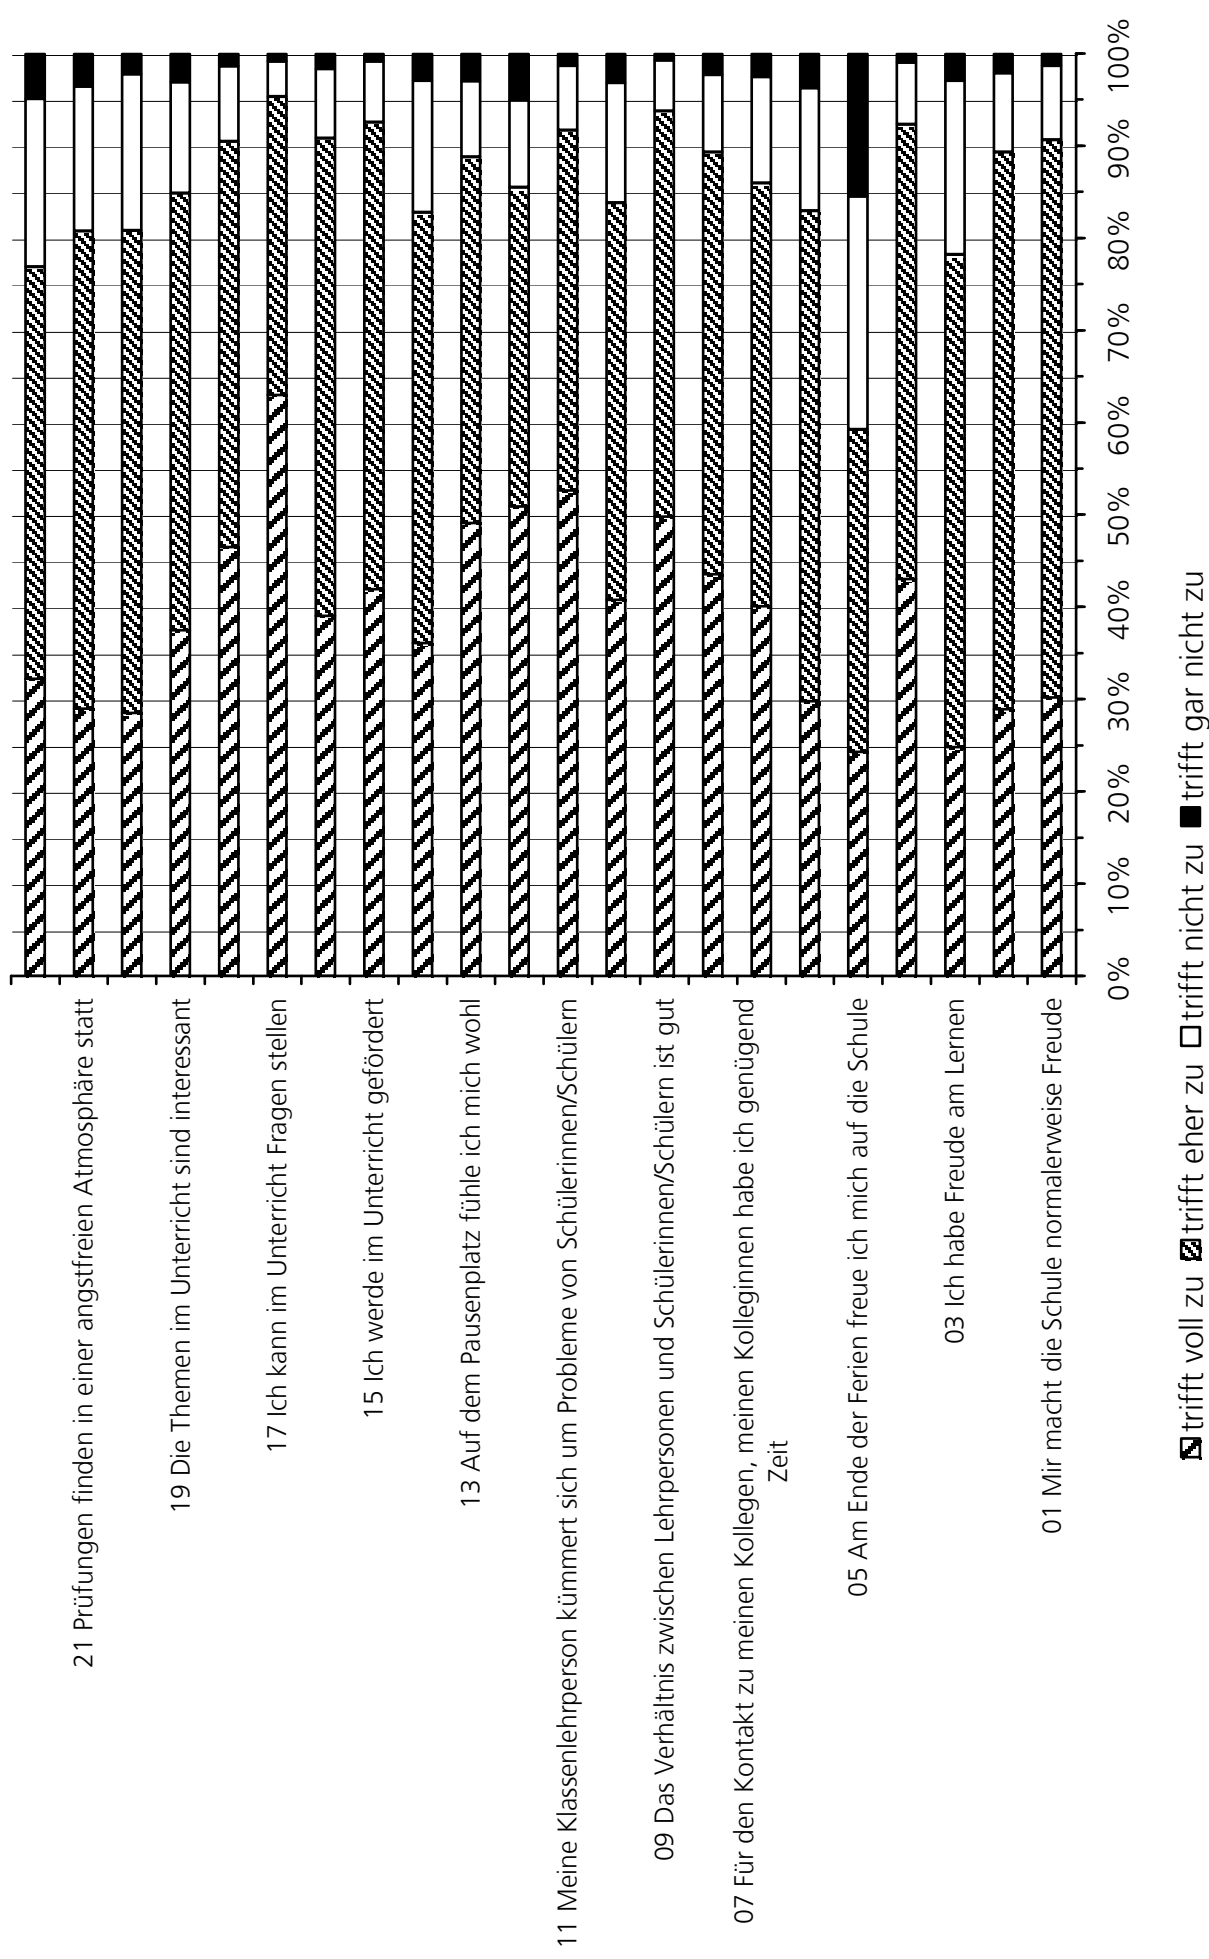 21 Prüfungen finden in einer angstfreien Atmosphäre statt
19 Die Themen im Unterricht sind interessant
17 Ich kann im Unterricht Fragen stellen
15 Ich werde im Unterricht gefördert
13 Auf dem Pausenplatz fühle ich mich wohl
11 Meine Klassenlehrperson kümmert sich um Probleme von Schülerinnen/Schülern
09 Das Verhältnis zwischen Lehrpersonen und Schülerinnen/Schülern ist gut
07 Für den Kontakt zu meinen Kollegen, meinen Kolleginnen habe ich genügend
Zeit
05 Am Ende der Ferien freue ich mich auf die Schule
03 Ich habe Freude am Lernen
01 Mir macht die Schule normalerweise Freude
0% 10% 20% 30% 40% 50% 60% 70% 80% 90% 100%
trifft voll zu trifft eher zu trifft nicht zu trifft gar nicht zu